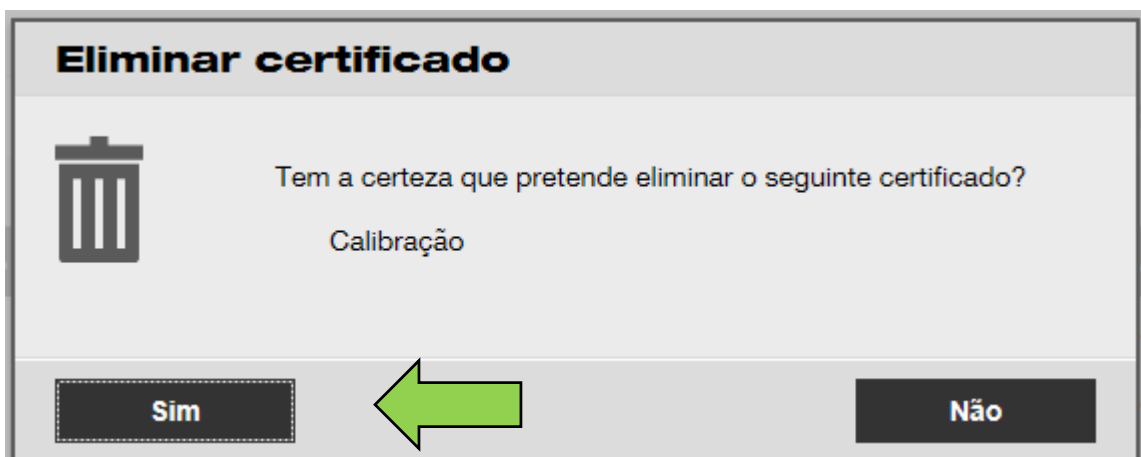 Eliminar certificado
Tem a certeza que pretende eliminar o seguinte certificado?
Calibração
Sim
Não